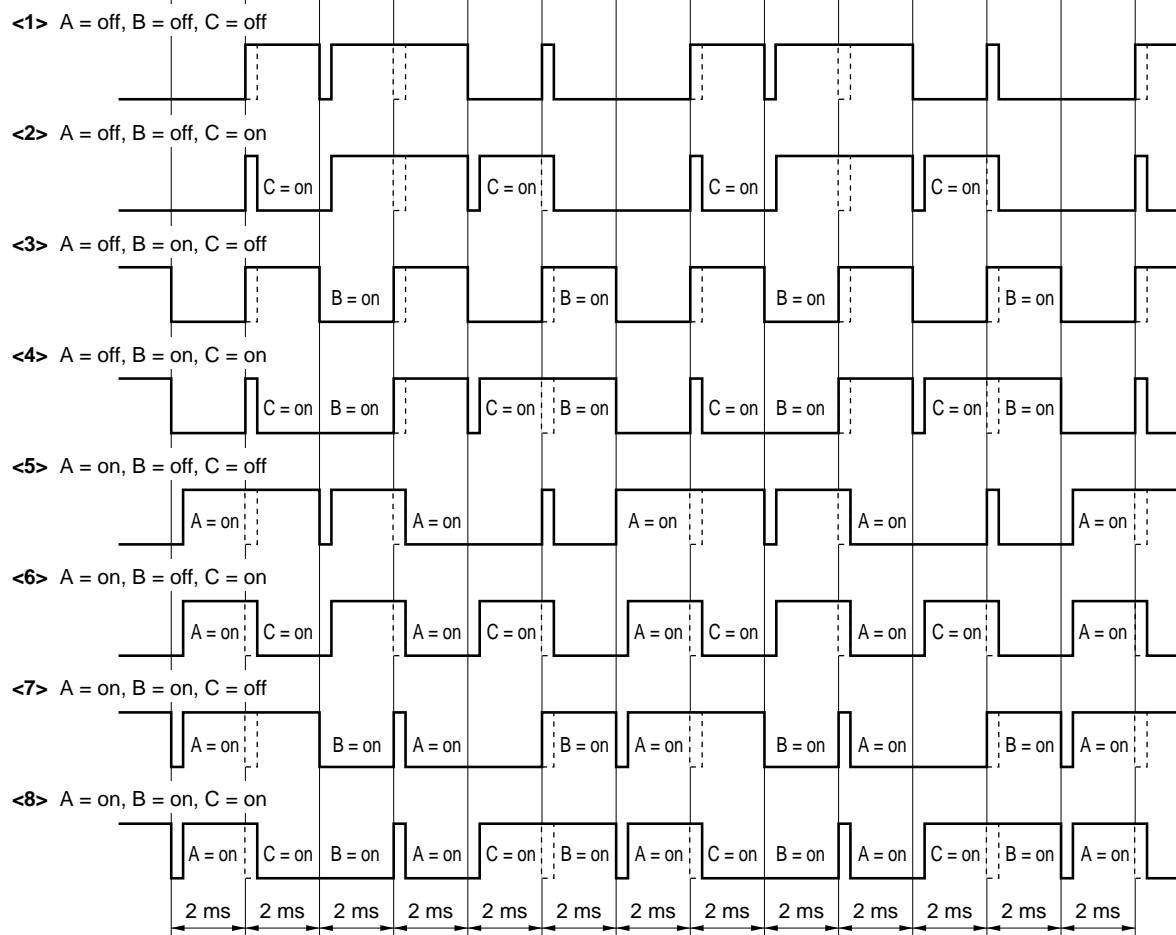 <1> A = off, B = off, C = off
<2> A = off, B = off, C = on
C = on C = on C = on C = on
<3> A = off, B = on, C = off
B = on B = on B = on B = on
<4> A = off, B = on, C = on
C = on B = on C = on B = on C = on B = on C = on B = on
<5> A = on, B = off, C = off
A = on A = on A = on A = on A = on
<6> A = on, B = off, C = on
A = on C = on A = on C = on A = on C = on A = on C = on A = on
<7> A = on, B = on, C = off
A = on B = on A = on B = on A = on B = on A = on B = on A = on
<8> A = on, B = on, C = on
A = on C = on B = on A = on C = on B = on A = on C = on B = on A = on C = on B = on A = on
2 ms 2 ms 2 ms 2 ms 2 ms 2 ms 2 ms 2 ms 2 ms 2 ms 2 ms 2 ms 2 ms